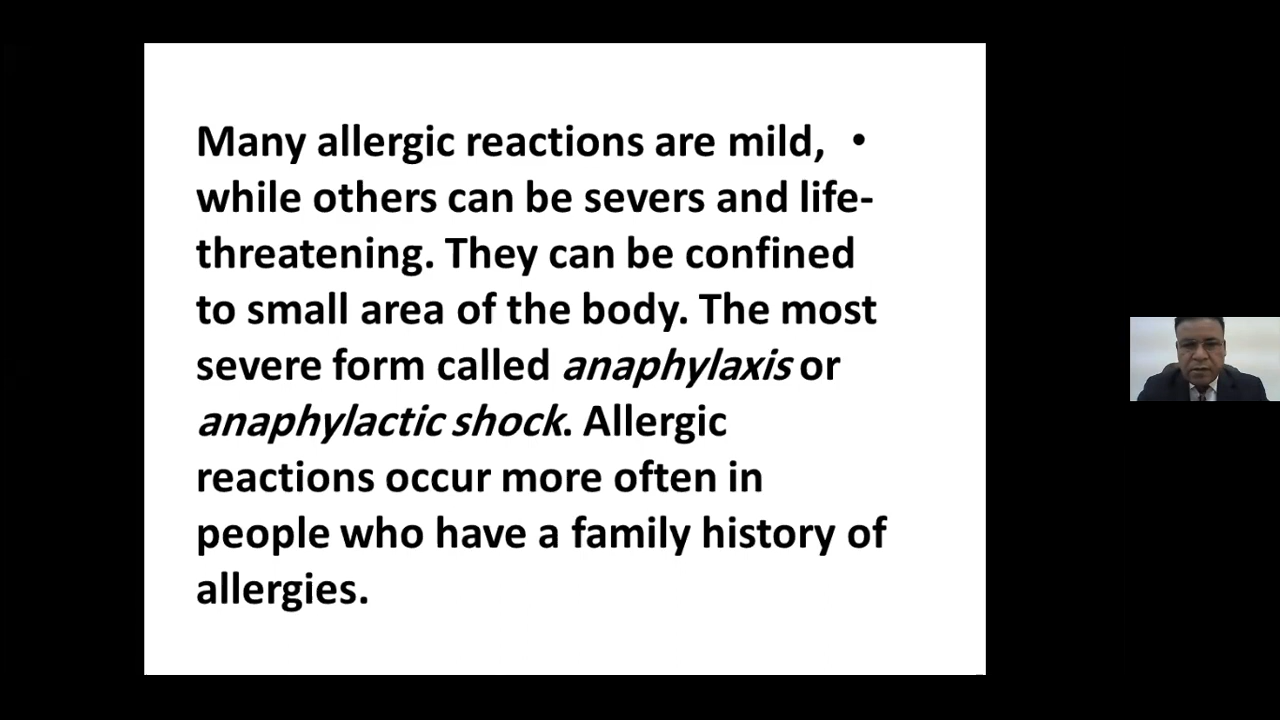 Many allergic reactions are mild, •
while others can be severs and life-
threatening. They can be confined
to small area of the body. The most
severe form called anaphylaxis or
anaphylactic shock. Allergic
reactions occur more often in
people who have a family history of
allergies.